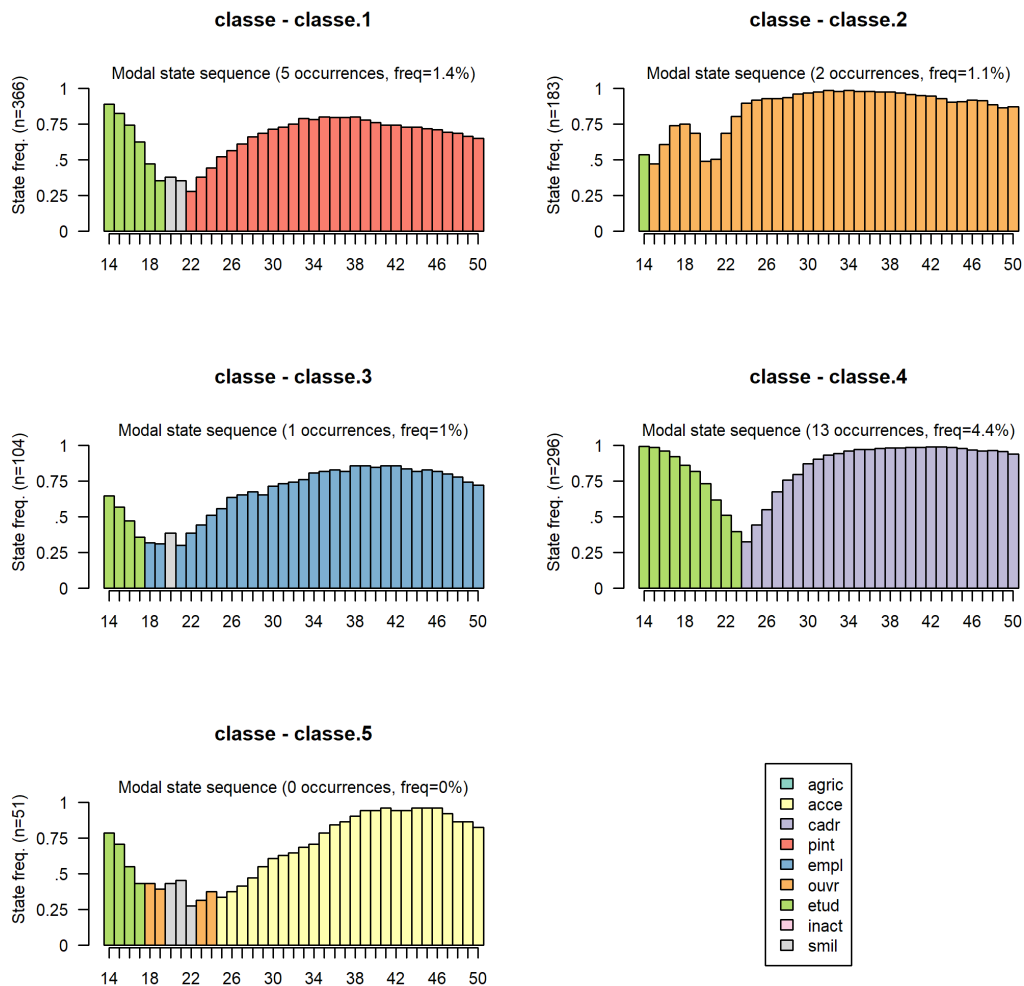 classe - classe.1
Modal state sequence (5 occurrences, freq=1.4%)
State freq. (n=366)
1
0.75
.5
0.25
0
14 18 22 26 30 34 38 42 46 50
classe - classe.2
Modal state sequence (2 occurrences, freq=1.1%)
State freq. (n=183)
1
0.75
.5
0.25
0
14 18 22 26 30 34 38 42 46 50
classe - classe.3
Modal state sequence (1 occurrences, freq=1%)
State freq. (n=104)
1
0.75
.5
0.25
0
14 18 22 26 30 34 38 42 46 50
classe - classe.4
Modal state sequence (13 occurrences, freq=4.4%)
State freq. (n=296)
1
0.75
.5
0.25
0
14 18 22 26 30 34 38 42 46 50
classe - classe.5
Modal state sequence (0 occurrences, freq=0%)
State freq. (n=51)
1
0.75
.5
0.25
0
14 18 22 26 30 34 38 42 46 50
agric
acce
cadr
pint
empl
ouvr
etud
inact
smil